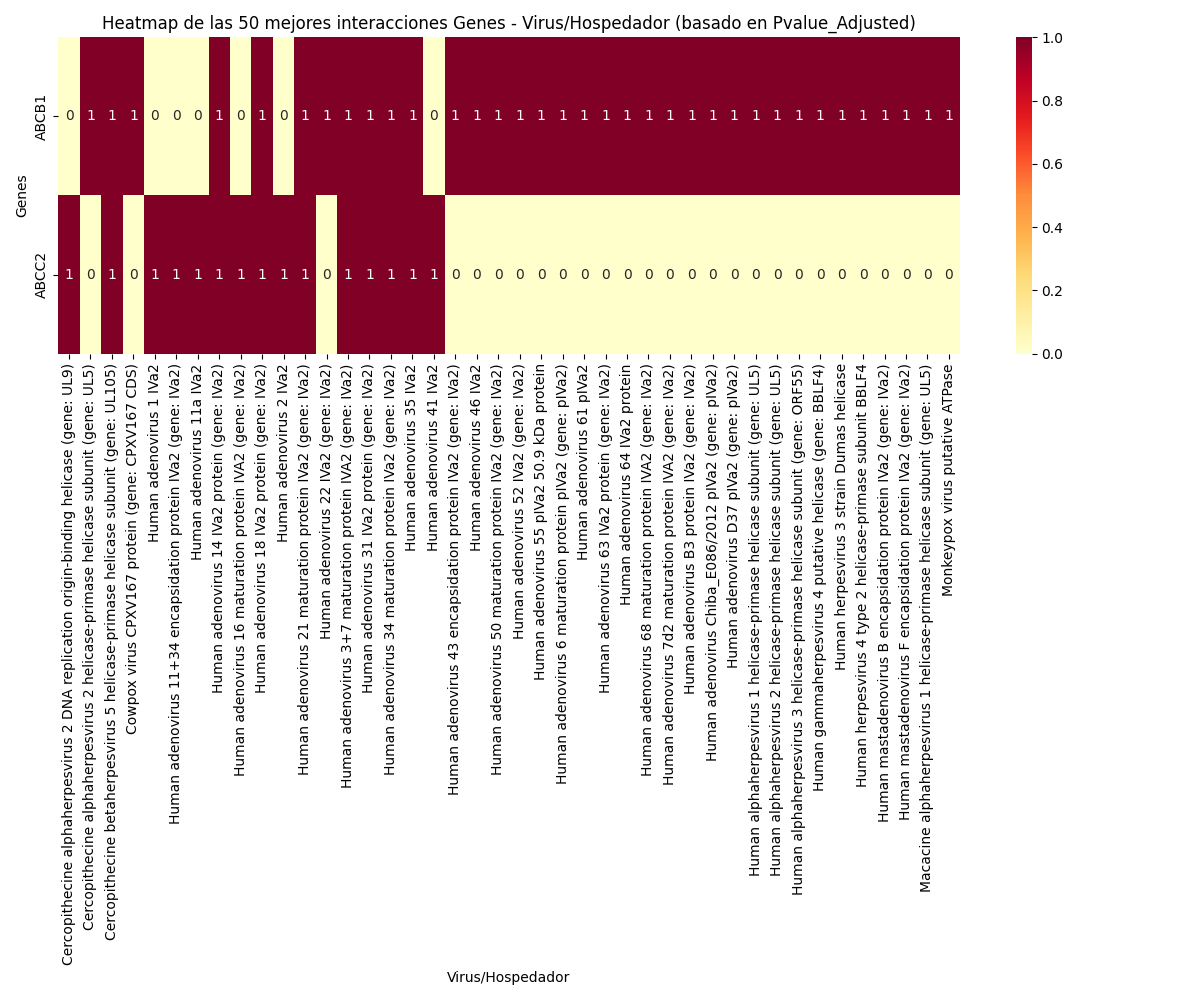 Heatmap de las 50 mejores interacciones Genes - Virus/Hospedador (basado en Pvalue_Adjusted)
Genes
ABCB1
0 1 1 1 0 0 0 1 0 1 0 1 1 1 1 1 1 0 1 1 1 1 1 1 1 1 1 1 1 1 1 1 1 1 1 1 1 1 1 1 1 1
ABCC2
1 0 1 0 1 1 1 1 1 1 1 1 0 1 1 1 1 1 0 0 0 0 0 0 0 0 0 0 0 0 0 0 0 0 0 0 0 0 0 0 0 0
1.0
0.8
0.6
0.4
0.2
0.0
Cercopithecine alphaherpesvirus 2 DNA replication origin-binding helicase (gene: UL9)
Cercopithecine alphaherpesvirus 2 helicase-primase helicase subunit (gene: UL5)
Cercopithecine betaherpesvirus 5 helicase-primase helicase subunit (gene: UL105)
Cowpox virus CPXV167 protein (gene: CPXV167 CDS)
Human adenovirus 1 IVa2
Human adenovirus 11+34 encapsidation protein IVa2 (gene: IVa2)
Human adenovirus 11a IVa2
Human adenovirus 14 IVa2 protein (gene: IVa2)
Human adenovirus 16 maturation protein IVA2 (gene: IVa2)
Human adenovirus 18 IVa2 protein (gene: IVa2)
Human adenovirus 2 IVa2
Human adenovirus 21 maturation protein IVA2 (gene: IVa2)
Human adenovirus 22 IVa2 (gene: IVa2)
Human adenovirus 3+7 maturation protein IVA2 (gene: IVa2)
Human adenovirus 31 IVa2 protein (gene: IVa2)
Human adenovirus 34 maturation protein IVA2 (gene: IVa2)
Human adenovirus 35 IVa2
Human adenovirus 41 IVa2
Human adenovirus 43 encapsidation protein IVa2 (gene: IVa2)
Human adenovirus 46 IVa2
Human adenovirus 50 maturation protein IVA2 (gene: IVa2)
Human adenovirus 52 IVa2 (gene: IVa2)
Human adenovirus 55 pIVa2 50.9 kDa protein
Human adenovirus 6 maturation protein pIVa2 (gene: pIVa2)
Human adenovirus 61 pIVa2
Human adenovirus 63 IVa2 protein (gene: IVa2)
Human adenovirus 64 IVa2 protein
Human adenovirus 68 maturation protein IVA2 (gene: IVa2)
Human adenovirus 7d2 maturation protein IVA2 (gene: IVa2)
Human adenovirus B3 protein IVa2 (gene: IVa2)
Human adenovirus Chiba_E086/2012 pIVa2 (gene: pIVa2)
Human adenovirus D37 pIVa2 (gene: pIVa2)
Human alphaherpesvirus 1 helicase-primase helicase subunit (gene: UL5)
Human alphaherpesvirus 2 helicase-primase helicase subunit (gene: UL5)
Human alphaherpesvirus 3 helicase-primase helicase subunit (gene: ORF55)
Human gammaherpesvirus 4 putative helicase (gene: BBLF4)
Human herpesvirus 3 strain Dumas helicase
Human herpesvirus 4 type 2 helicase-primase subunit BBLF4
Human mastadenovirus B encapsidation protein IVa2 (gene: IVa2)
Human mastadenovirus F encapsidation protein IVa2 (gene: IVa2)
Macacine alphaherpesvirus 1 helicase-primase helicase subunit (gene: UL5)
Monkeypox virus putative ATPase
Virus/Hospedador